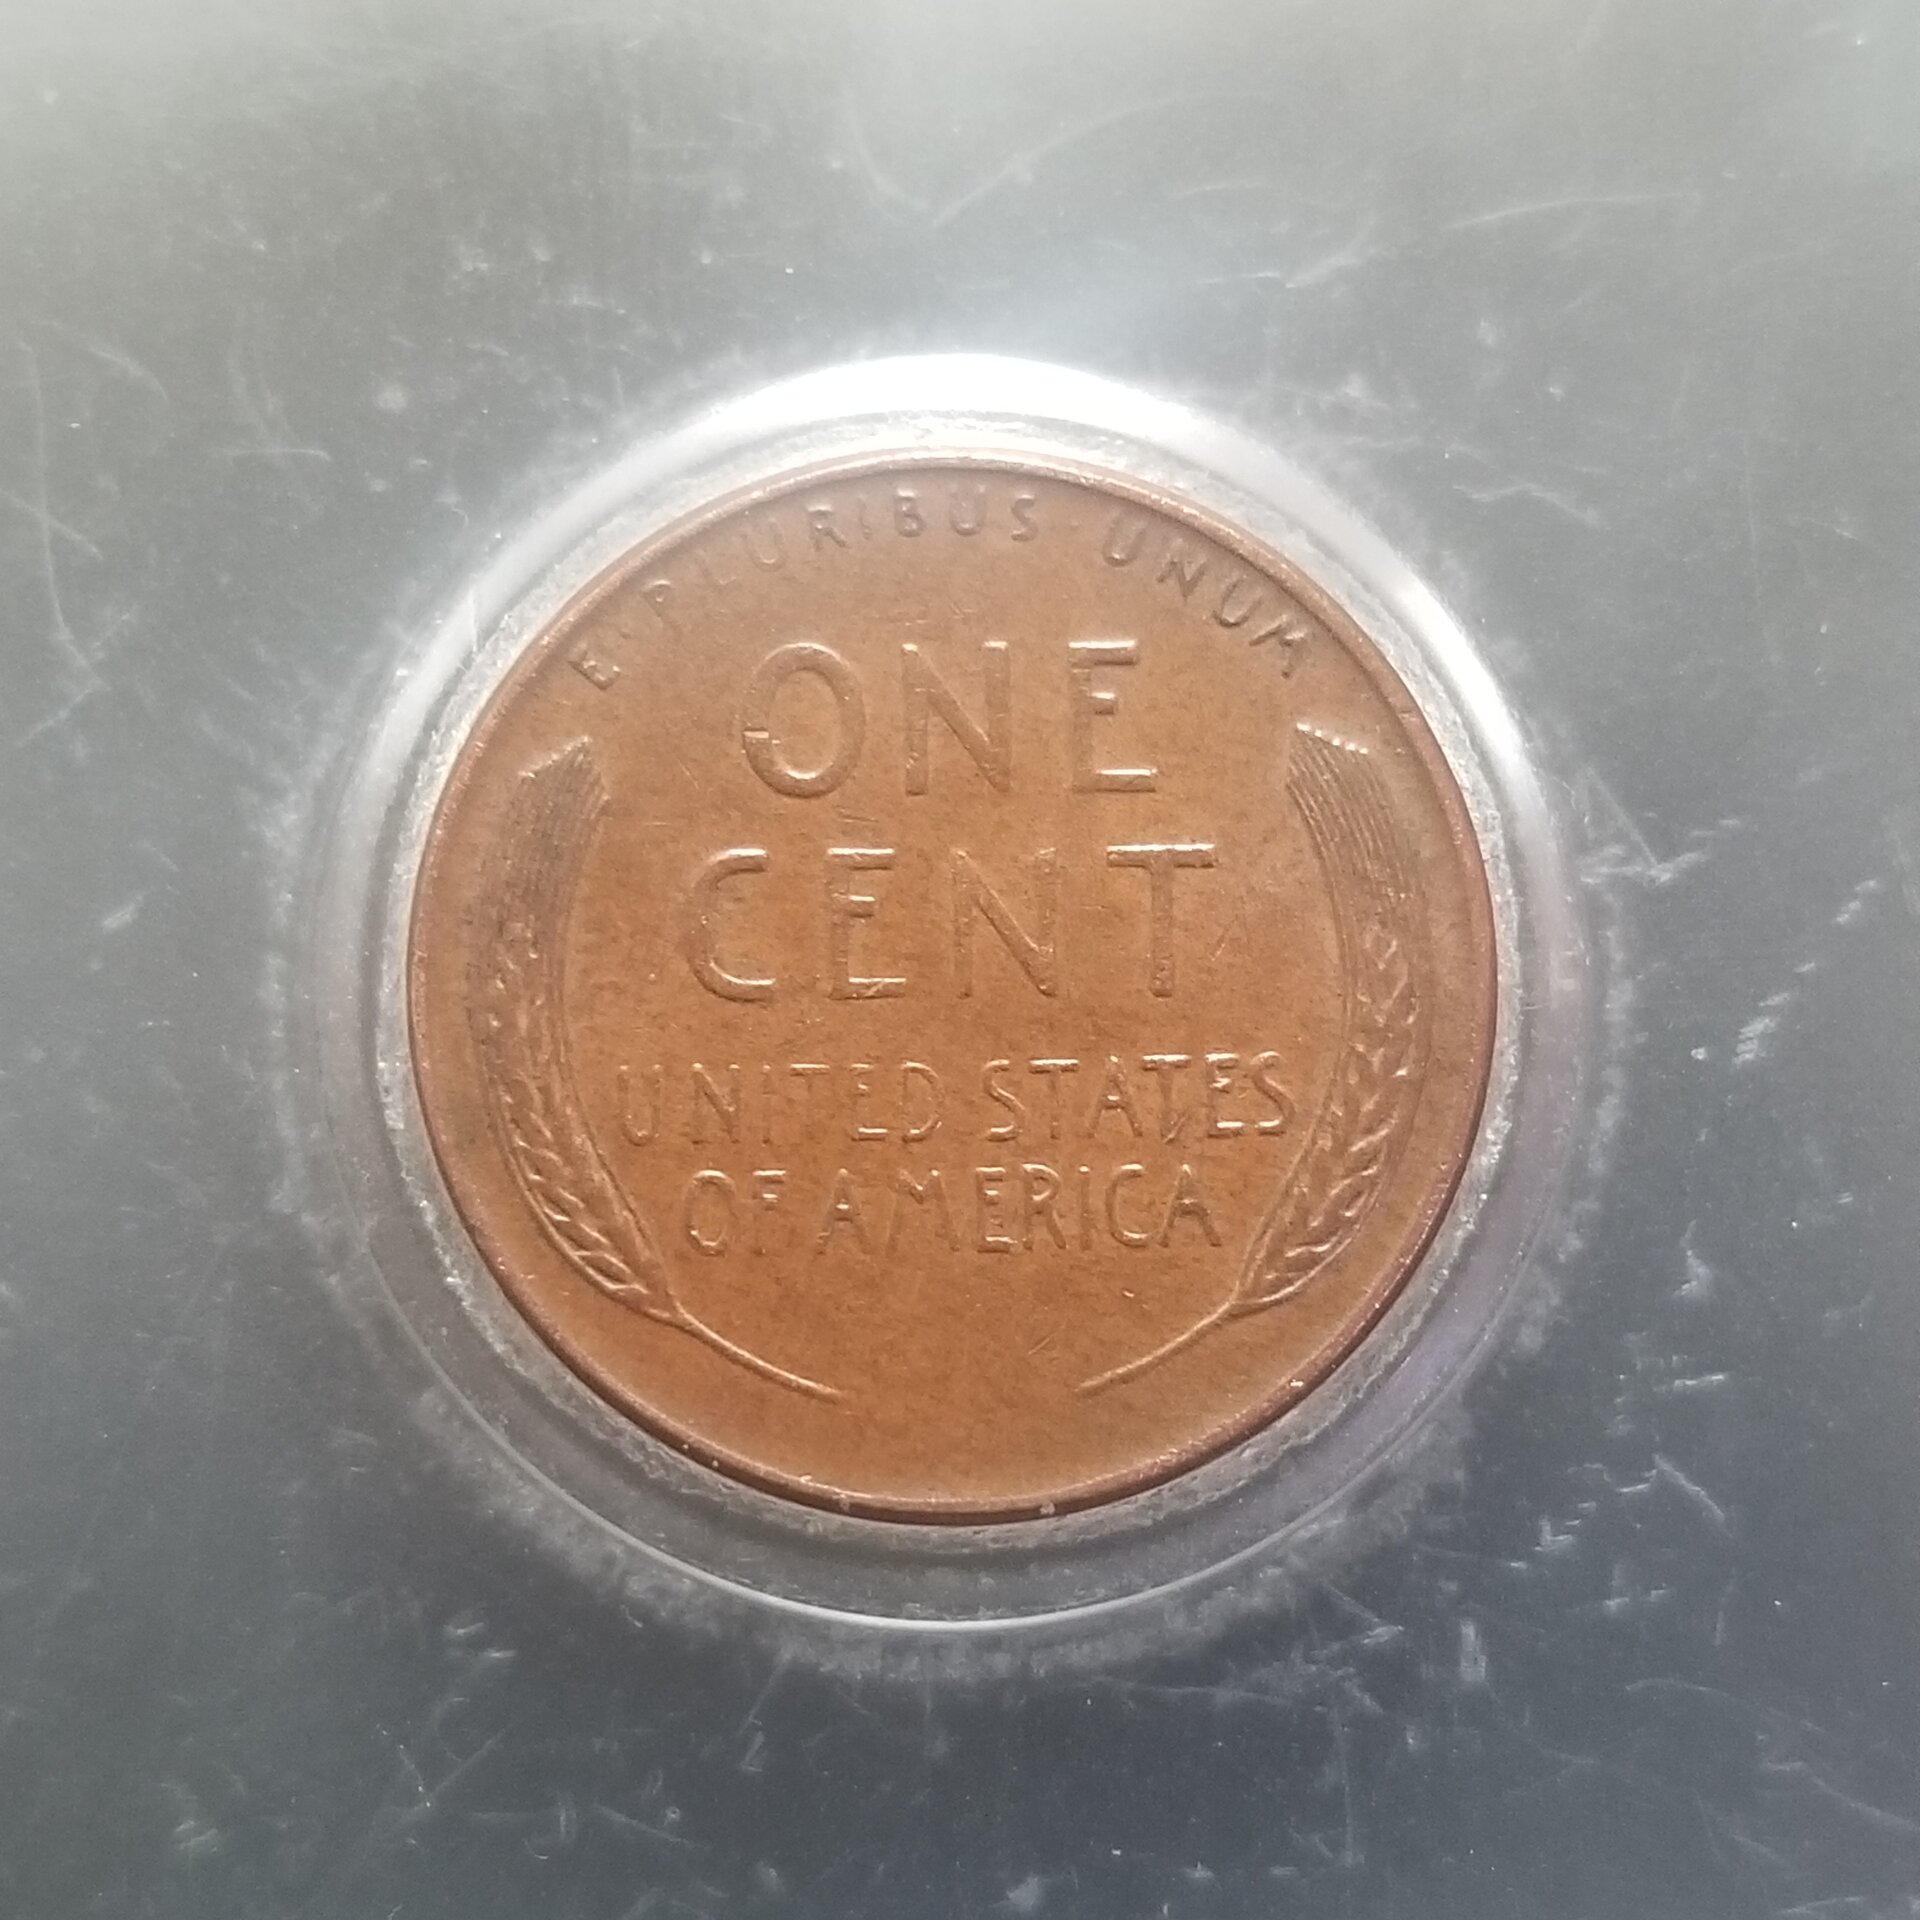 E·PLURIBUS·UNUM
ONE
CENT
UNITED STATES
OF AMERICA